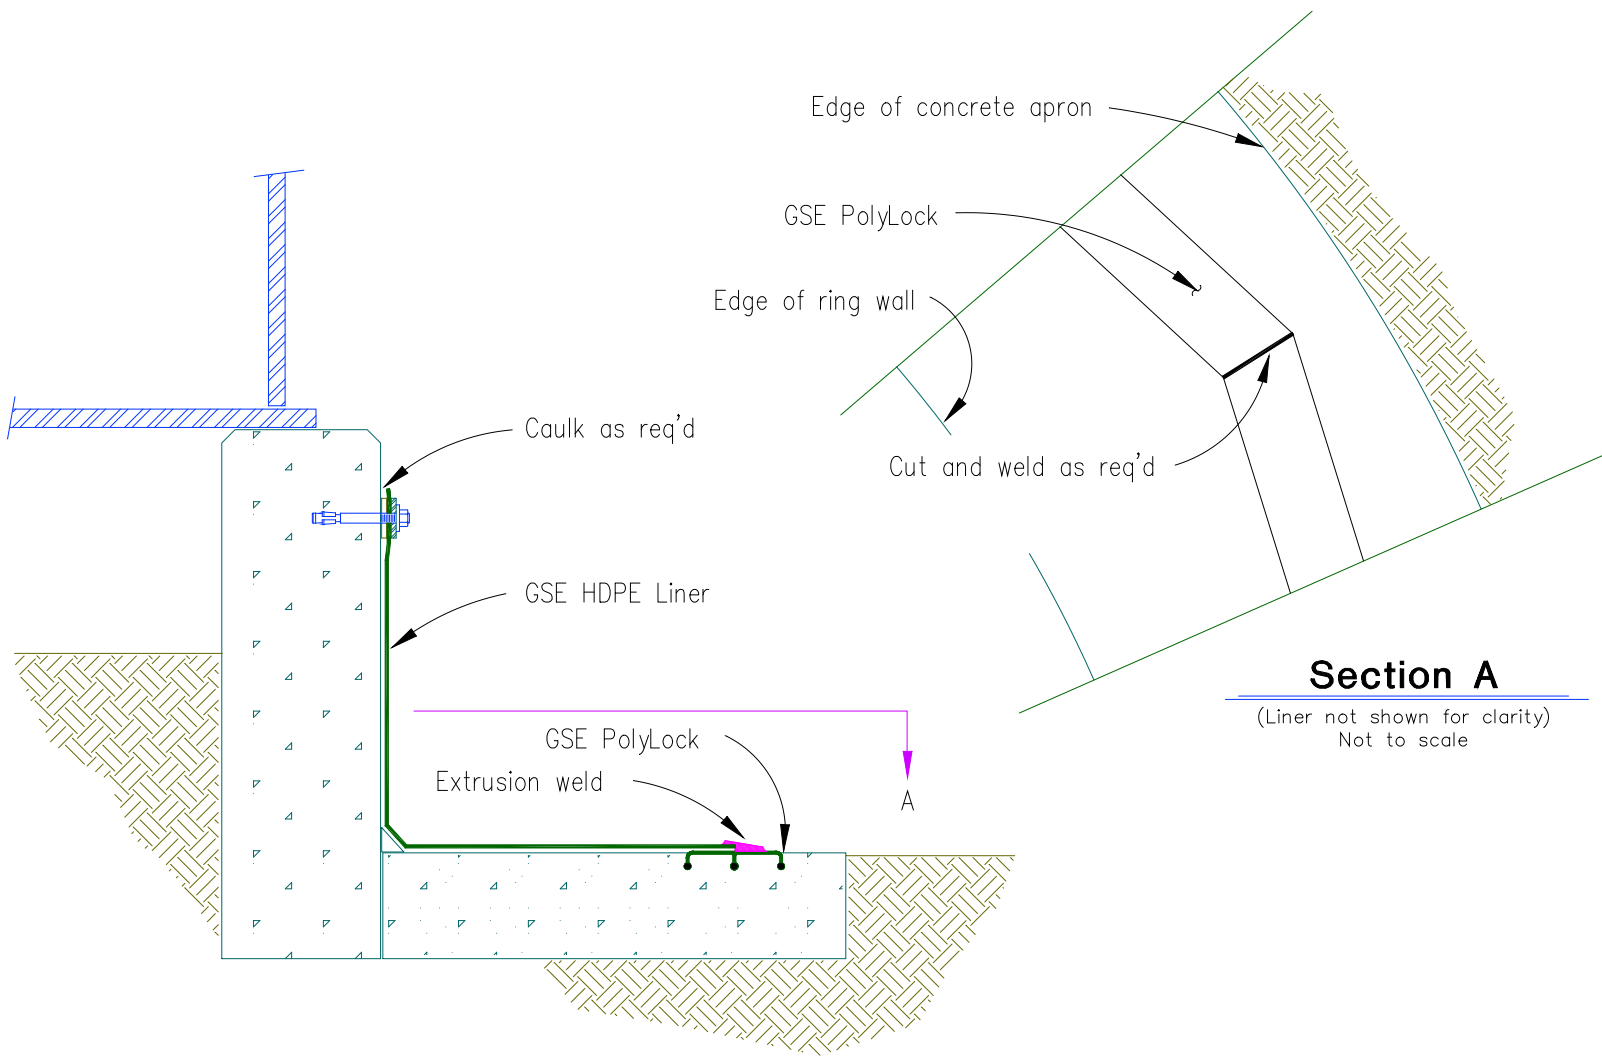 Edge of concrete apron
GSE PolyLock
Edge of ring wall
Caulk as req'd
Cut and weld as req'd
GSE HDPE Liner
Section A
(Liner not shown for clarity)
Not to scale
GSE PolyLock
Extrusion weld
A